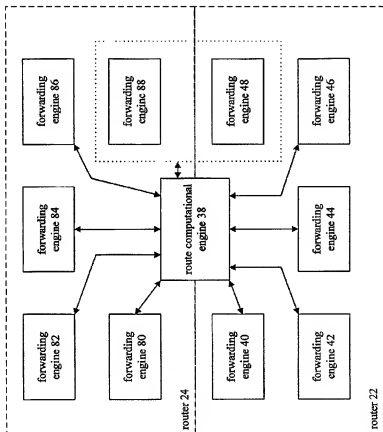 forwarding
engine 86
forwarding
engine 88
forwarding
engine 48
forwarding
engine 46
forwarding
engine 84
route computational
engine 38
forwarding
engine 44
forwarding
engine 82
forwarding
engine 80
forwarding
engine 40
forwarding
engine 42
router 24
router 22